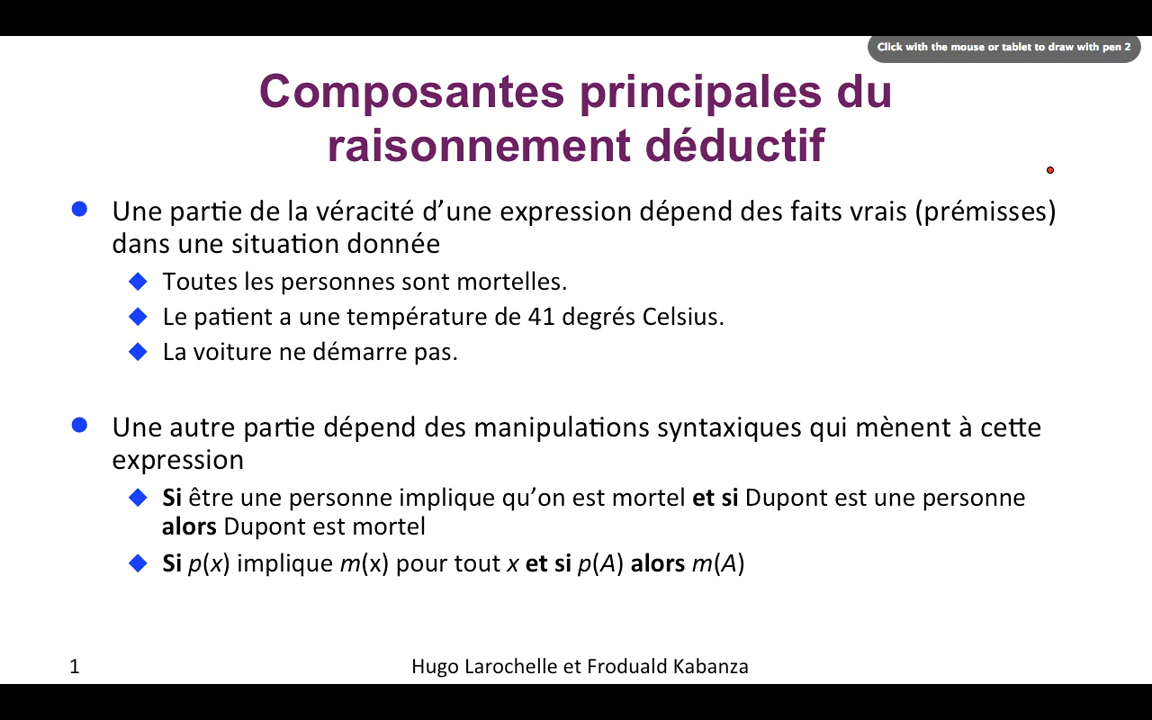 Click with the mouse or tablet to draw with pen 2
Composantes principales du
raisonnement déductif
Une partie de la véracité d’une expression dépend des faits vrais (prémisses)
dans une situation donnée
Toutes les personnes sont mortelles.
Le patient a une température de 41 degrés Celsius.
La voiture ne démarre pas.
Une autre partie dépend des manipulations syntaxiques qui mènent à cette
expression
Si être une personne implique qu’on est mortel et si Dupont est une personne
alors Dupont est mortel
Si p(x) implique m(x) pour tout x et si p(A) alors m(A)
1
Hugo Larochelle et Froduald Kabanza